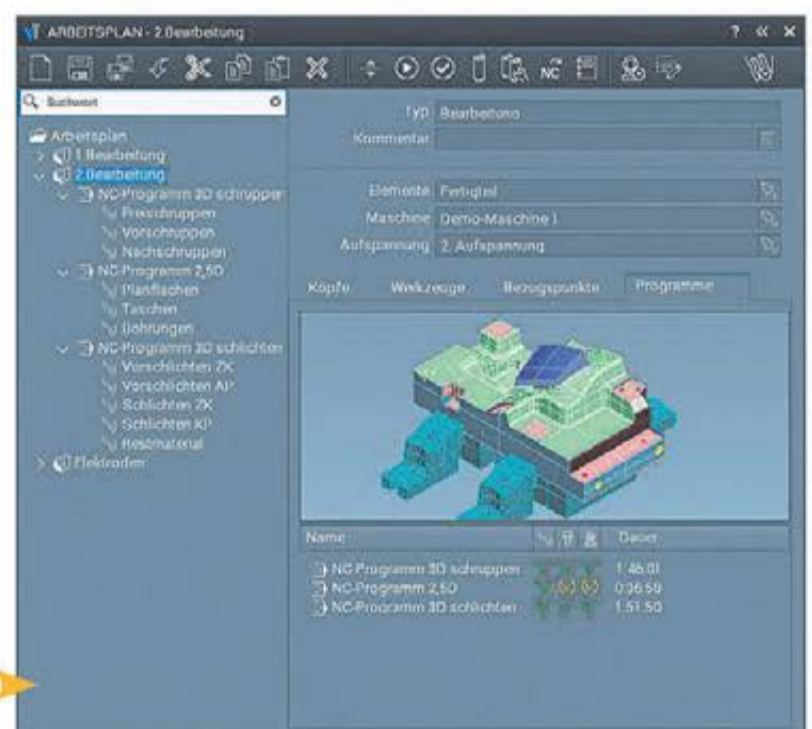 ARBEITSPLAN - 2.Bearbeitung
? « ×
NC
Suchwort
Arbeitsplan
1.Bearbeitung
2.Bearbeitung
NC-Programm 3D schruppen
Freischruppen
Vorschruppen
Nachschruppen
NC-Programm 2,5D
Planflächen
Taschen
Bohrungen
NC-Programm 3D schlichten
Vorschlichten ZK
Vorschlichten
Schlichten ZK
Schlichten
Restmaterial
Elektroden
Typ Bearbeitung
Kommentar
Elemente Fertigteil
Maschine Demo-Maschine 1
Aufspannung 2. Aufspannung
Köpfe Werkzeuge Bezugspunkte Programme
Name Dauer
NC-Programm 3D schruppen 1:46:01
NC-Programm 2,5D 0:36:59
NC-Programm 3D schlichten 1:51:50